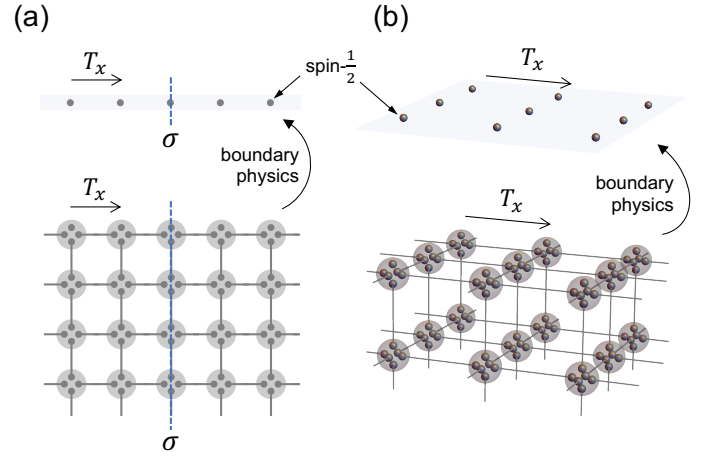 (a)
(b)
T_x
spin-1/2
T_x
σ
boundary
physics
T_x
boundary
physics
T_x
σ